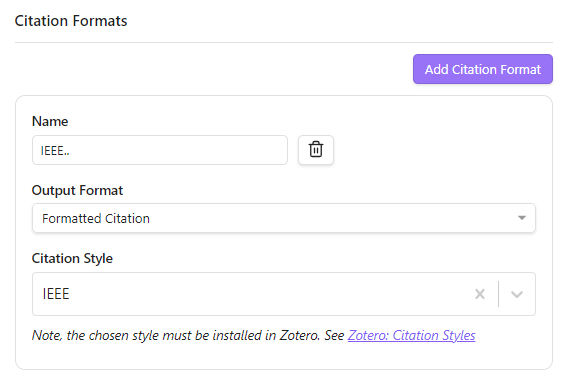 Citation Formats
Add Citation Format
Name
IEEE..
Output Format
Formatted Citation
Citation Style
IEEE
Note, the chosen style must be installed in Zotero. See Zotero: Citation Styles